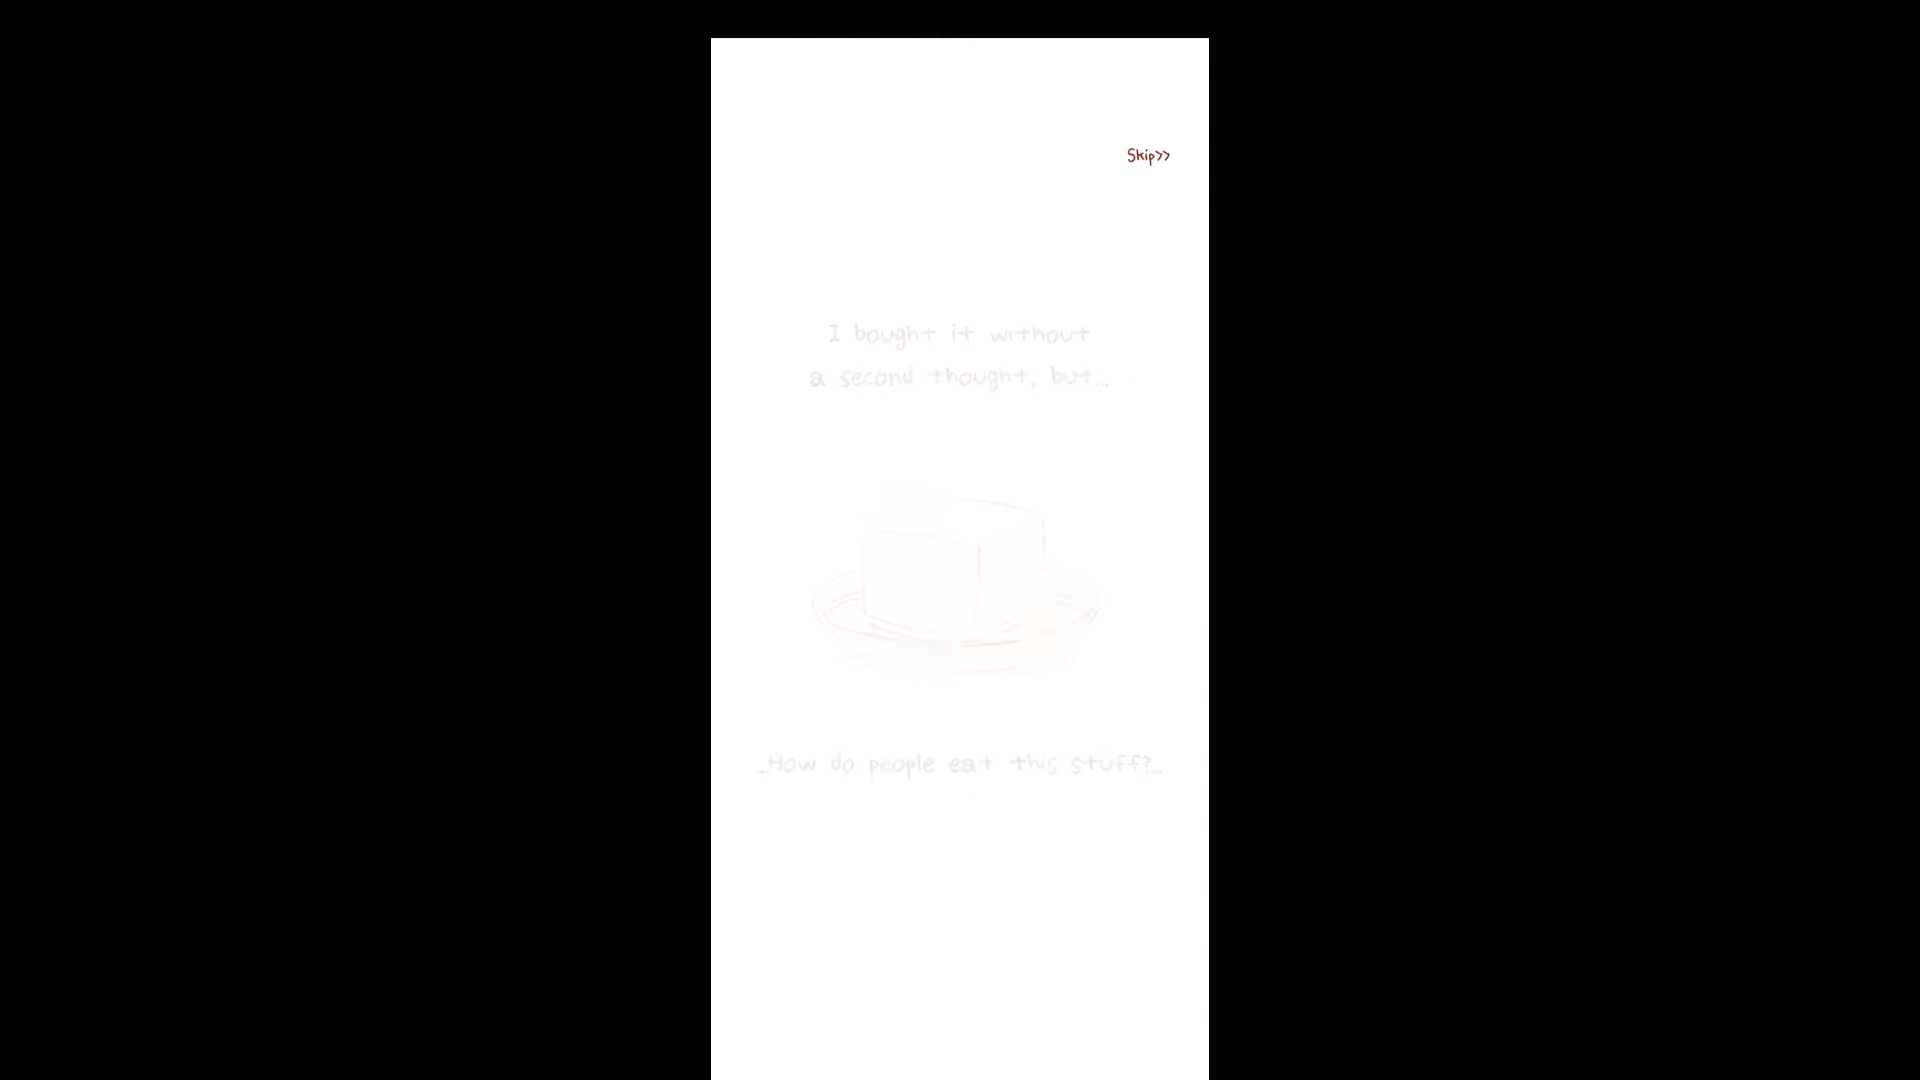 Skip>>
I bought it without
a second thought, but...
...How do people eat this stuff?...